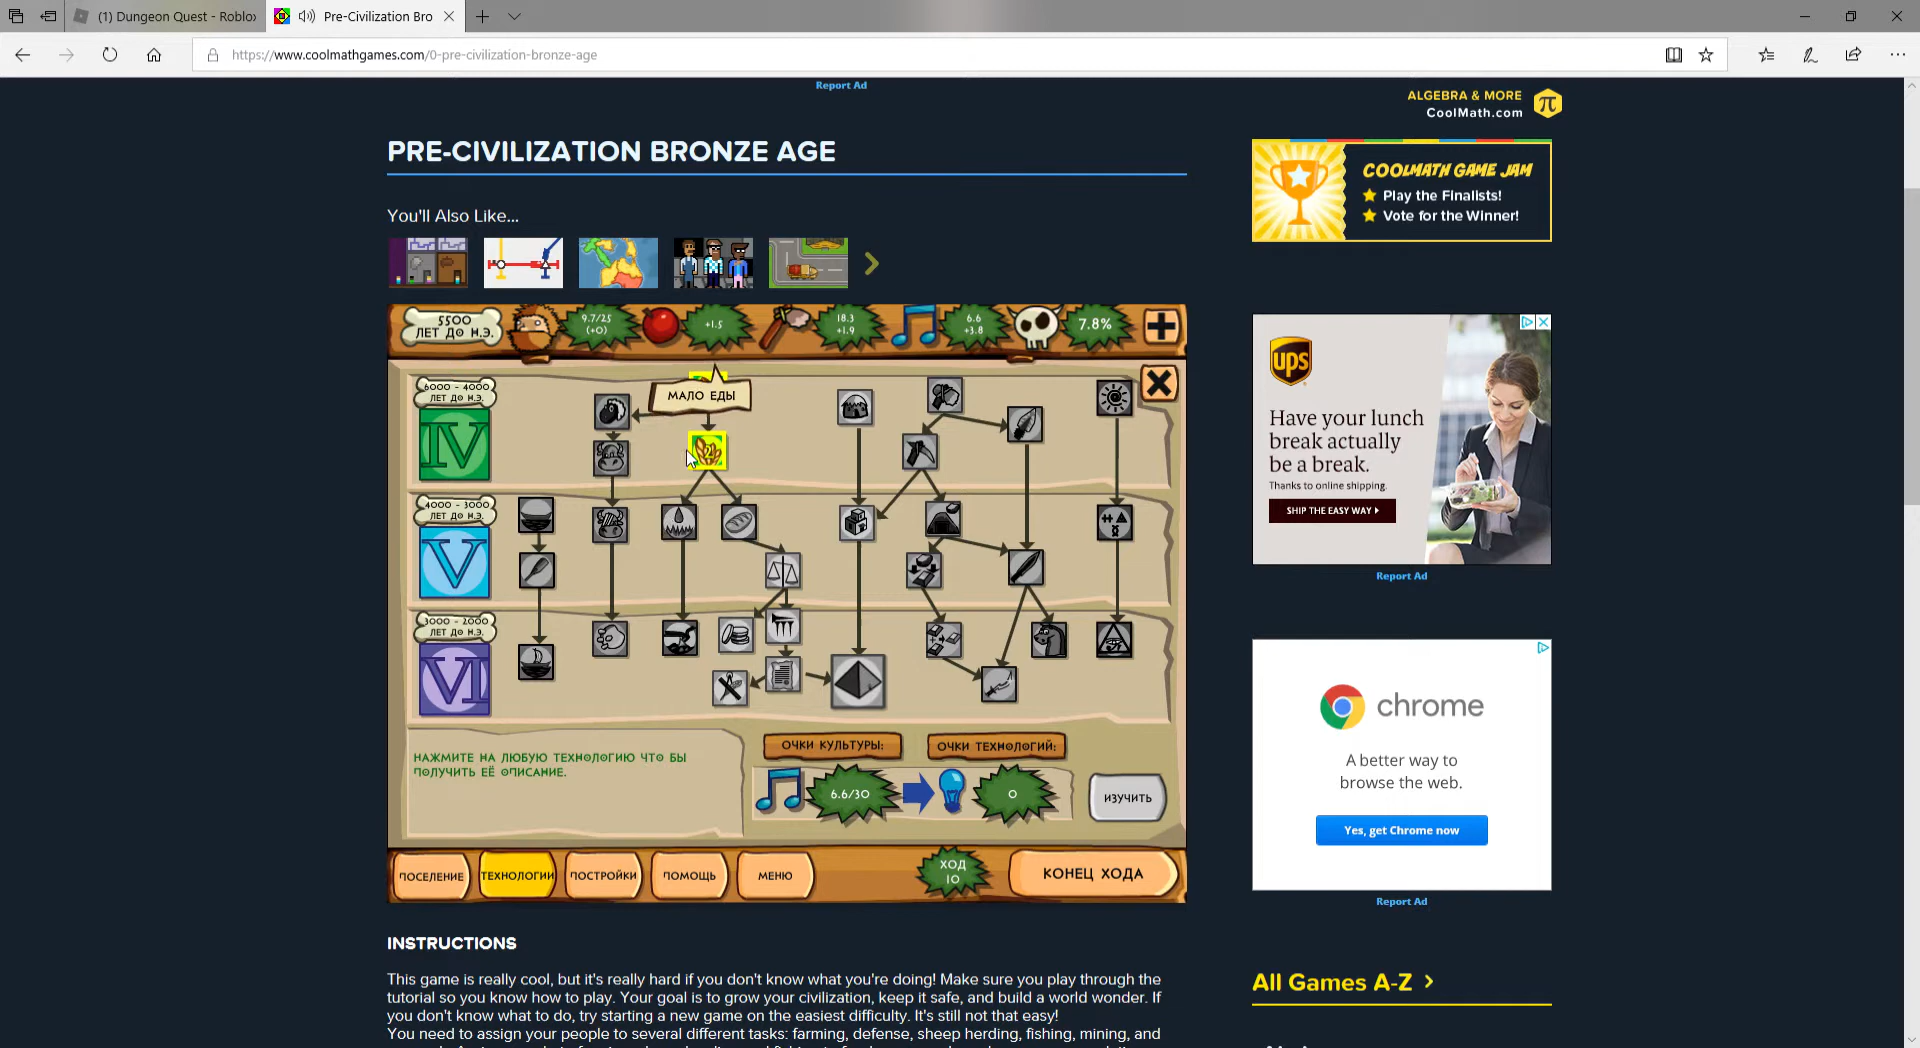 (1) Dungeon Quest - Roblox
Pre-Civilization Bro
https://www.coolmathgames.com/0-pre-civilization-bronze-age
Report Ad
ALGEBRA & MORE
CoolMath.com
PRE-CIVILIZATION BRONZE AGE
COOLMATH GAME JAM
Play the Finalists!
Vote for the Winner!
You'll Also Like...
5500
ЛЕТ ДО Н.Э.
9.7/25
(+0)
+1.5
18.3
+1.9
6.6
+3.8
7.8%
6000 - 4000
ЛЕТ ДО Н.Э.
IV
МАЛО ЕДЫ
4000 - 3000
ЛЕТ ДО Н.Э.
V
3000 - 2000
ЛЕТ ДО Н.Э.
VI
НАЖМИТЕ НА ЛЮБУЮ ТЕХНОЛОГИЮ ЧТО БЫ
ПОЛУЧИТЬ ЕЁ ОПИСАНИЕ.
ОЧКИ КУЛЬТУРЫ:
ОЧКИ ТЕХНОЛОГИЙ:
6.6/30
0
ИЗУЧИТЬ
ПОСЕЛЕНИЕ
ТЕХНОЛОГИИ
ПОСТРОЙКИ
ПОМОЩЬ
МЕНЮ
ХОД
10
КОНЕЦ ХОДА
ups
Have your lunch
break actually
be a break.
Thanks to online shipping.
SHIP THE EASY WAY
Report Ad
chrome
A better way to
browse the web.
Yes, get Chrome now
Report Ad
INSTRUCTIONS
This game is really cool, but it's really hard if you don't know what you're doing! Make sure you play through the
tutorial so you know how to play. Your goal is to grow your civilization, keep it safe, and build a world wonder. If
you don't know what to do, try starting a new game on the easiest difficulty. It's still not that easy!
You need to assign your people to several different tasks: farming, defense, sheep herding, fishing, mining, and
All Games A-Z